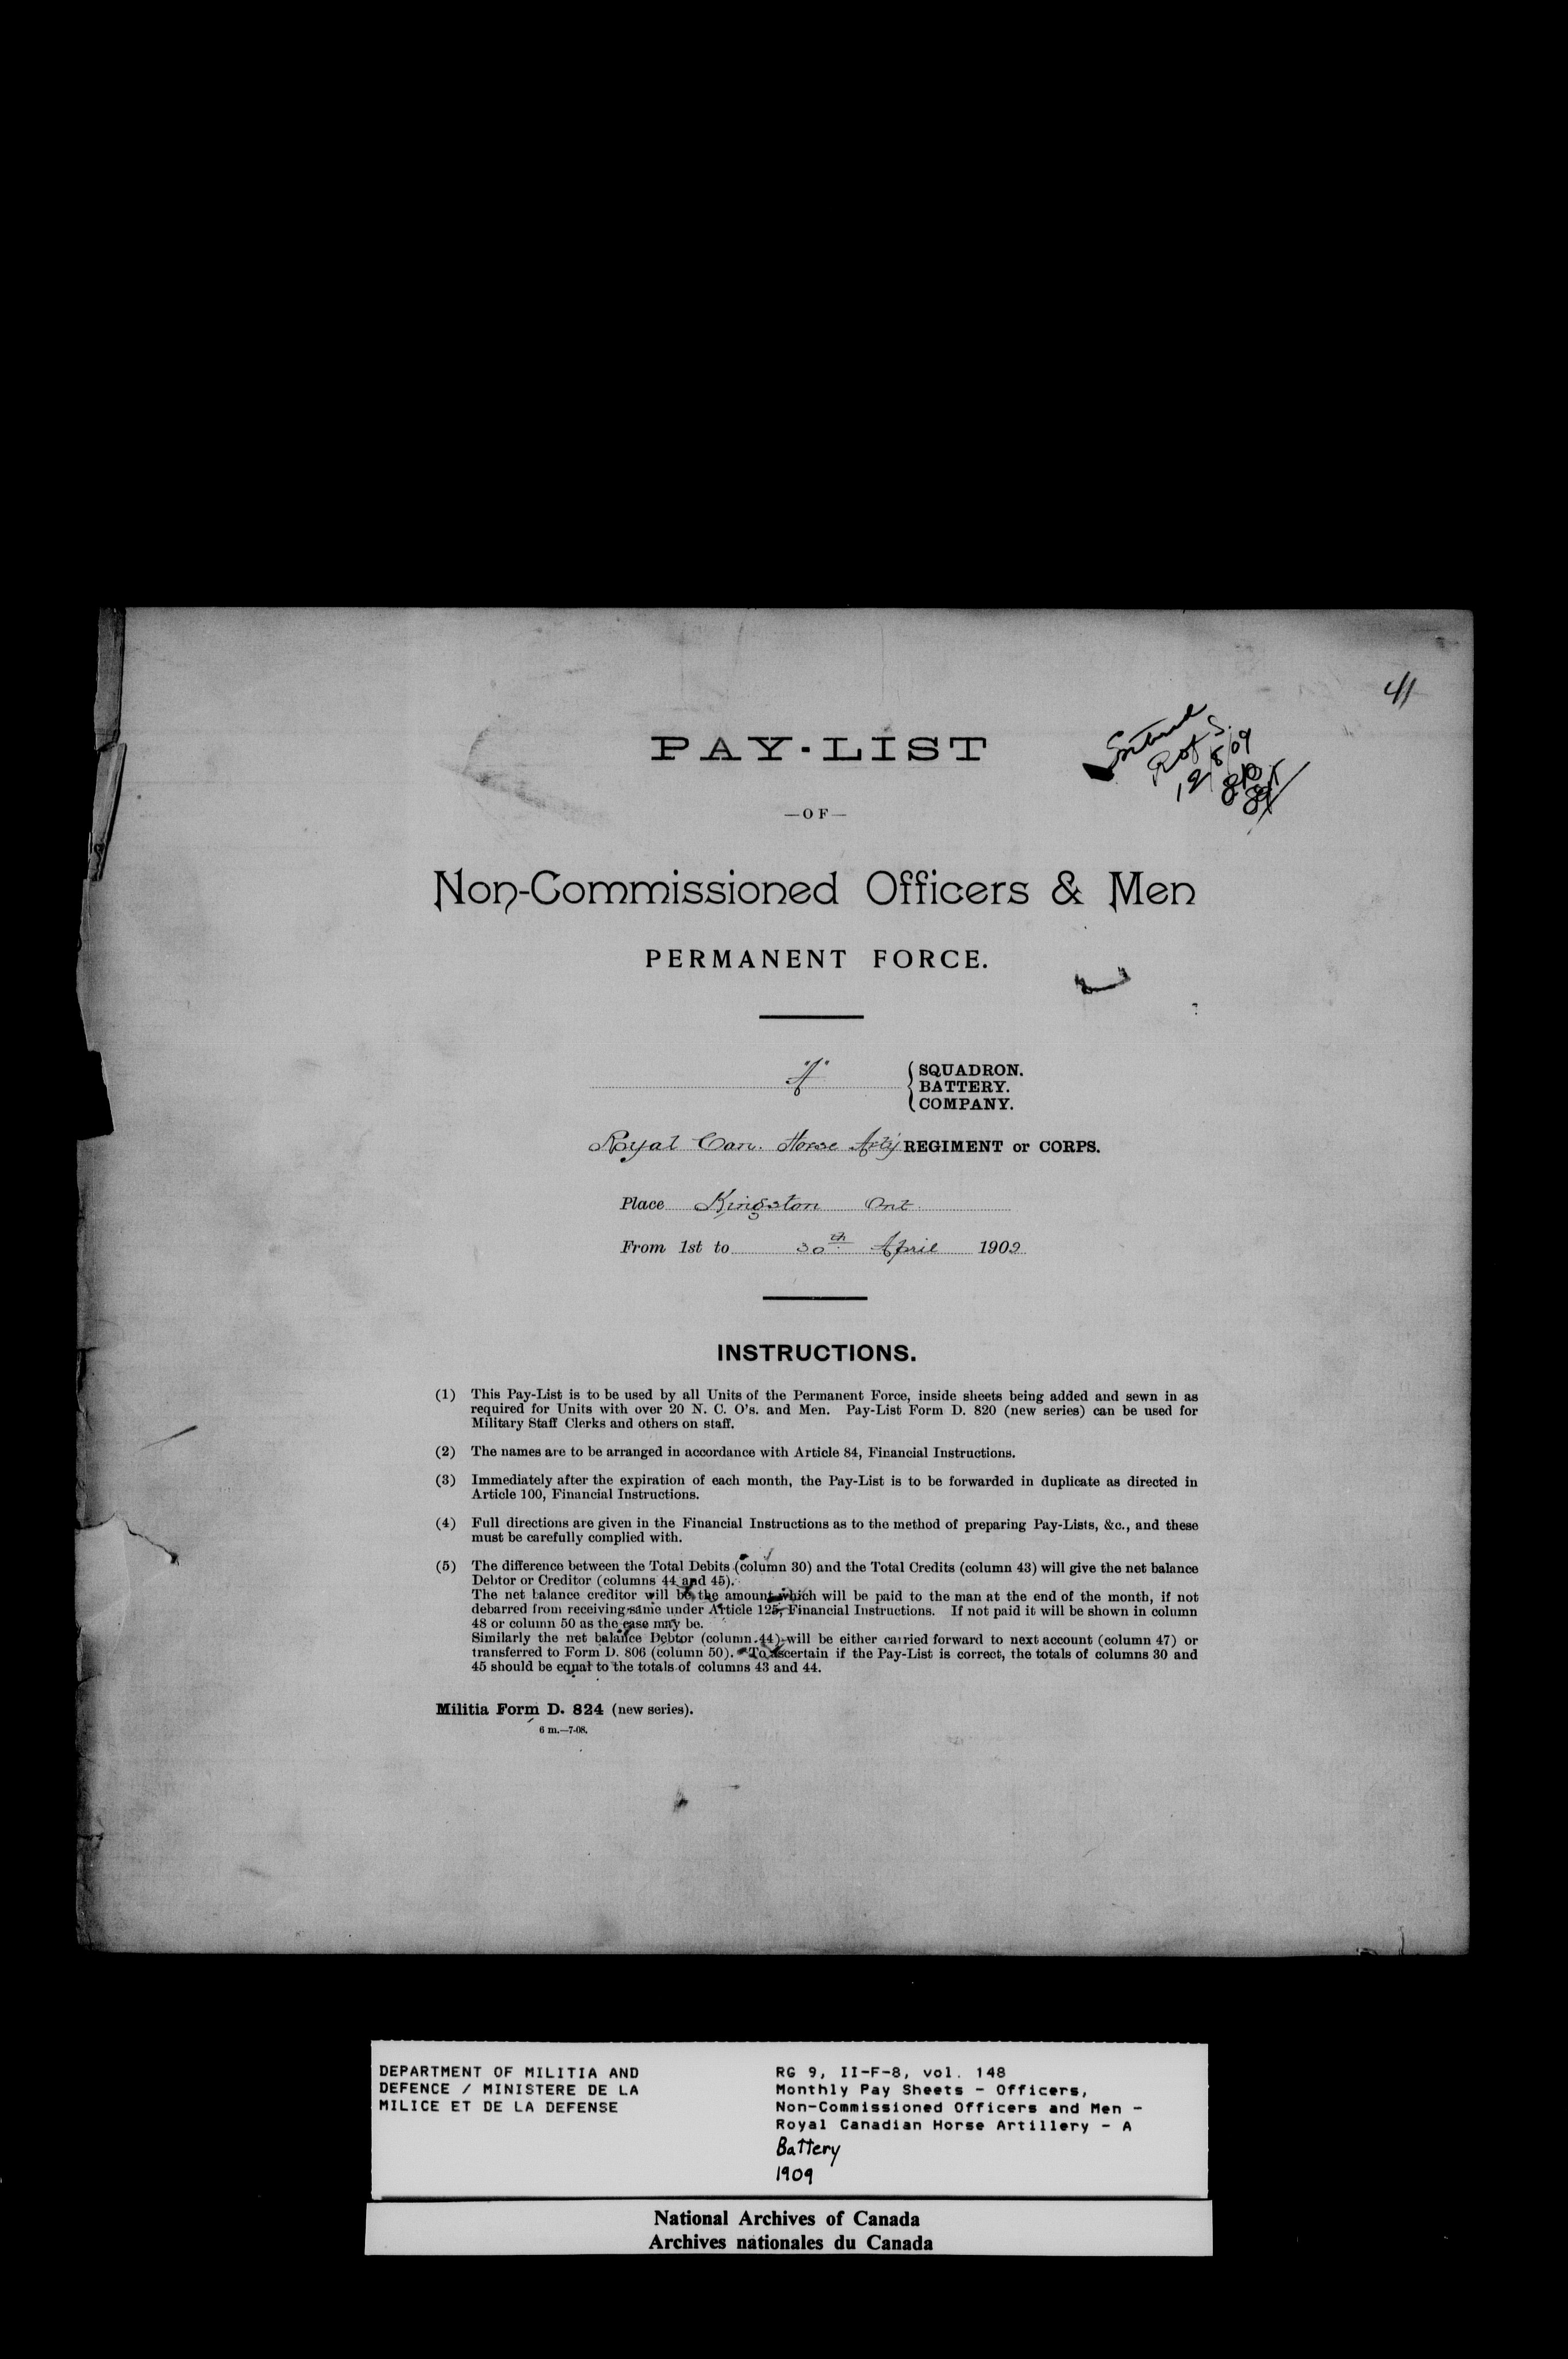 41
Rot S.
12/5/09
PAY-LIST
—OF—
Non-Commissioned Officers & Men
PERMANENT FORCE.
"A" { SQUADRON.
BATTERY.
COMPANY.
Royal Can. Horse Arty REGIMENT or CORPS.
Place Kingston Ont.
From 1st to 30th April 1909
INSTRUCTIONS.
(1) This Pay-List is to be used by all Units of the Permanent Force, inside sheets being added and sewn in as
required for Units with over 20 N. C. O's. and Men. Pay-List Form D. 820 (new series) can be used for
Military Staff Clerks and others on staff.
(2) The names are to be arranged in accordance with Article 84, Financial Instructions.
(3) Immediately after the expiration of each month, the Pay-List is to be forwarded in duplicate as directed in
Article 100, Financial Instructions.
(4) Full directions are given in the Financial Instructions as to the method of preparing Pay-Lists, &c., and these
must be carefully complied with.
(5) The difference between the Total Debits (column 30) and the Total Credits (column 43) will give the net balance
Debtor or Creditor (columns 44 and 45).
The net balance creditor will be the amount which will be paid to the man at the end of the month, if not
debarred from receiving same under Article 125, Financial Instructions. If not paid it will be shown in column
48 or column 50 as the case may be.
Similarly the net balance Debtor (column 44) will be either carried forward to next account (column 47) or
transferred to Form D. 806 (column 50). To ascertain if the Pay-List is correct, the totals of columns 30 and
45 should be equal to the totals of columns 43 and 44.
Militia Form D. 824 (new series).
6 m.—7-08.
DEPARTMENT OF MILITIA AND
DEFENCE / MINISTERE DE LA
MILICE ET DE LA DEFENSE
RG 9, II-F-8, vol. 148
Monthly Pay Sheets - Officers,
Non-Commissioned Officers and Men -
Royal Canadian Horse Artillery - A
Battery
1909
National Archives of Canada
Archives nationales du Canada